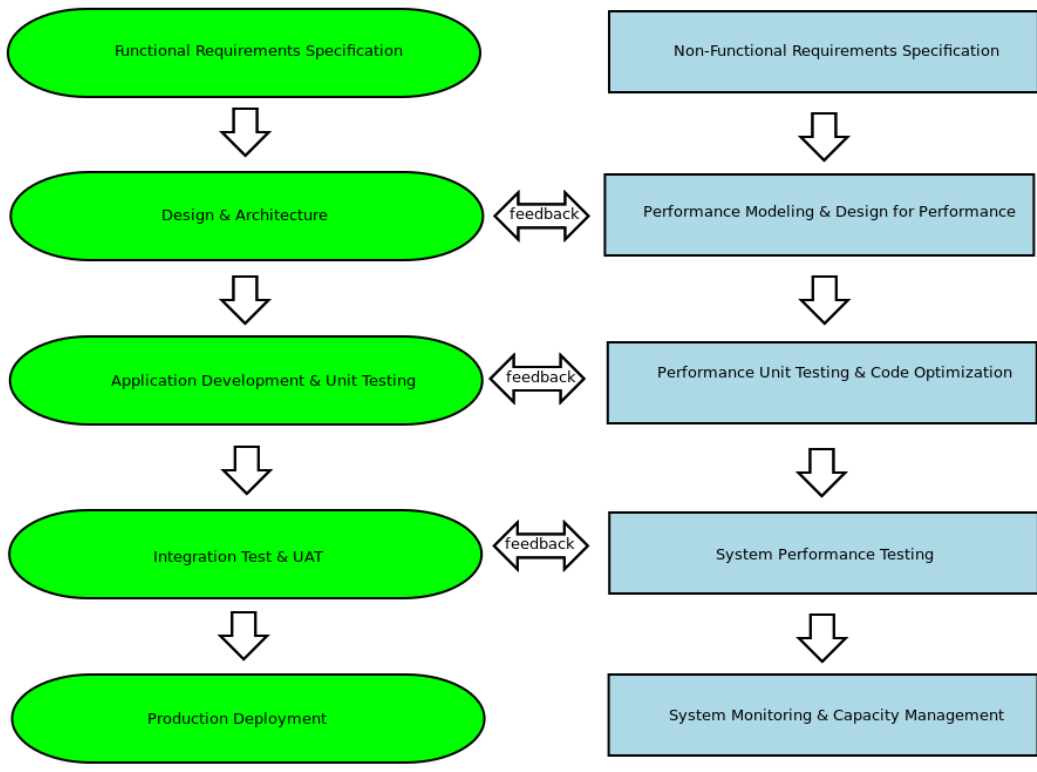 Functional Requirements Specification
Non-Functional Requirements Specification
Design & Architecture
feedback
Performance Modeling & Design for Performance
Application Development & Unit Testing
feedback
Performance Unit Testing & Code Optimization
Integration Test & UAT
feedback
System Performance Testing
Production Deployment
System Monitoring & Capacity Management